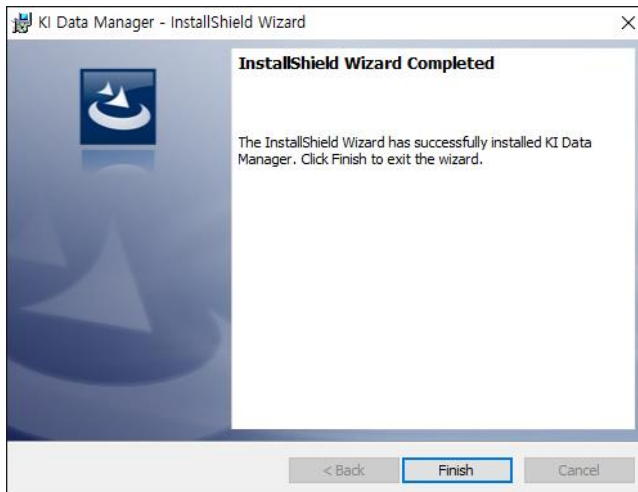 KI Data Manager - InstallShield Wizard
InstallShield Wizard Completed
The InstallShield Wizard has successfully installed KI Data
Manager. Click Finish to exit the wizard.
< Back Finish Cancel